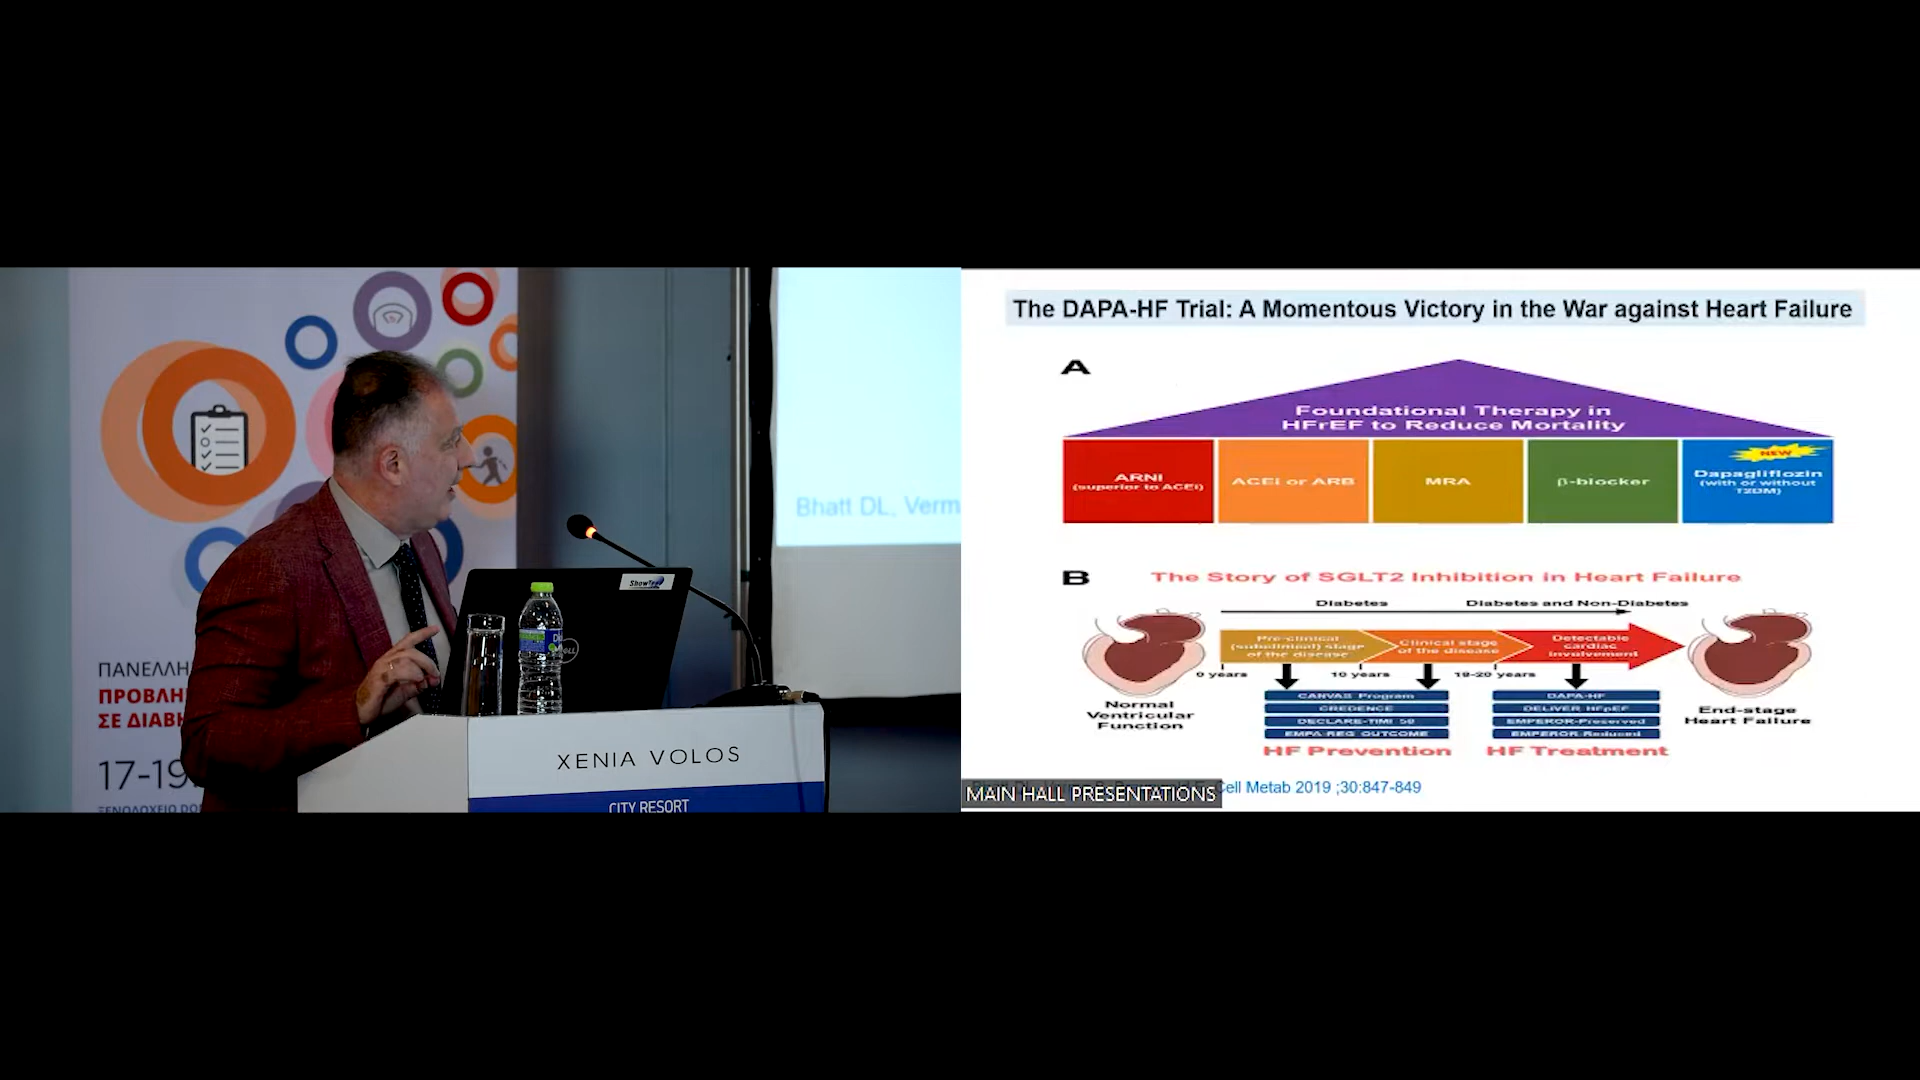 ΠΑΝΕΛΛΗ
ΠΡΟΒΛΗ
ΣΕ ΔΙΑΒΗ
17-19
ΞΕΝΟΔΟΧΕΙΟ DO
Bhatt DL, Verm
XENIA VOLOS
CITY RESORT
The DAPA-HF Trial: A Momentous Victory in the War against Heart Failure
A
Foundational Therapy in
HFrEF to Reduce Mortality
ARNI
(superior to ACEi)
ACEi or ARB
MRA
β-blocker
NEW
Dapagliflozin
(with or without
T2DM)
B
The Story of SGLT2 Inhibition in Heart Failure
Diabetes
Diabetes and Non-Diabetes
Pre-clinical
(subclinical) stage
of the disease
Clinical stage
of the disease
Detectable
cardiac
involvement
0 years
10 years
18-20 years
Normal
Ventricular
Function
CANVAS Program
CREDENCE
DECLARE-TIMI 58
EMPA-REG OUTCOME
HF Prevention
DAPA-HF
DELIVER HFpEF
EMPEROR-Preserved
EMPEROR-Reduced
HF Treatment
End-stage
Heart Failure
Cell Metab 2019 ;30:847-849
MAIN HALL PRESENTATIONS